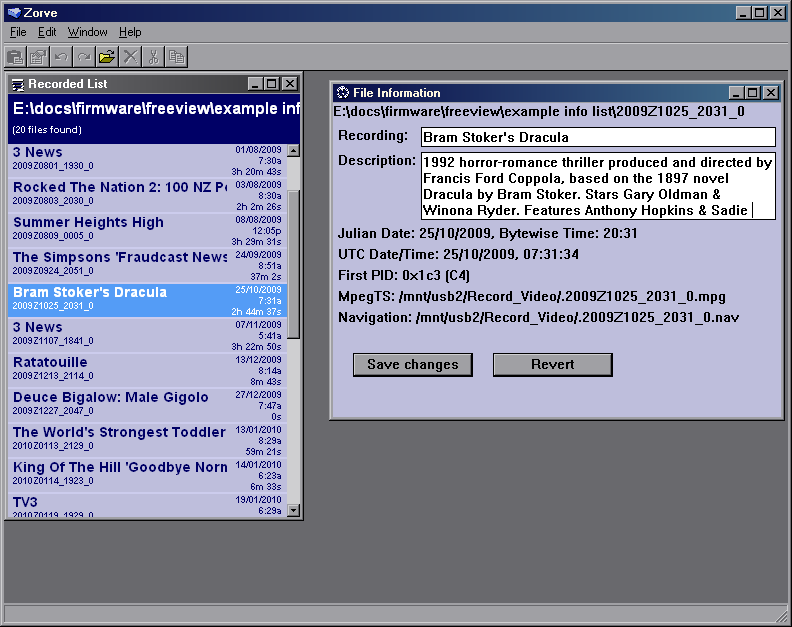 Zorve
File Edit Window Help
Recorded List
E:\docs\firmware\freeview\example inf
(20 files found)
3 News 01/08/2009
2009Z0801_1930_0 7:30a
3h 20m 43s
Rocked The Nation 2: 100 NZ P 03/08/2009
2009Z0803_2030_0 8:30a
2h 2m 26s
Summer Heights High 08/08/2009
2009Z0809_0005_0 12:05p
3h 29m 31s
The Simpsons 'Fraudcast News 24/09/2009
2009Z0924_2051_0 8:51a
37m 2s
Bram Stoker's Dracula 25/10/2009
2009Z1025_2031_0 7:31a
2h 44m 37s
3 News 07/11/2009
2009Z1107_1841_0 5:41a
3h 22m 50s
Ratatouille 13/12/2009
2009Z1213_2114_0 8:14a
8m 43s
Deuce Bigalow: Male Gigolo 27/12/2009
2009Z1227_2047_0 7:47a
0s
The World's Strongest Toddler 13/01/2010
2010Z0113_2129_0 8:29a
59m 21s
King Of The Hill 'Goodbye Norn 14/01/2010
2010Z0114_1923_0 6:23a
6m 33s
TV3 19/01/2010
2010Z0119_1929_0 6:29a
File Information
E:\docs\firmware\freeview\example info list\2009Z1025_2031_0
Recording: Bram Stoker's Dracula
Description: 1992 horror-romance thriller produced and directed by
Francis Ford Coppola, based on the 1897 novel
Dracula by Bram Stoker. Stars Gary Oldman &
Winona Ryder. Features Anthony Hopkins & Sadie
Julian Date: 25/10/2009, Bytewise Time: 20:31
UTC Date/Time: 25/10/2009, 07:31:34
First PID: 0x1c3 (C4)
MpegTS: /mnt/usb2/Record_Video/.2009Z1025_2031_0.mpg
Navigation: /mnt/usb2/Record_Video/.2009Z1025_2031_0.nav
Save changes Revert